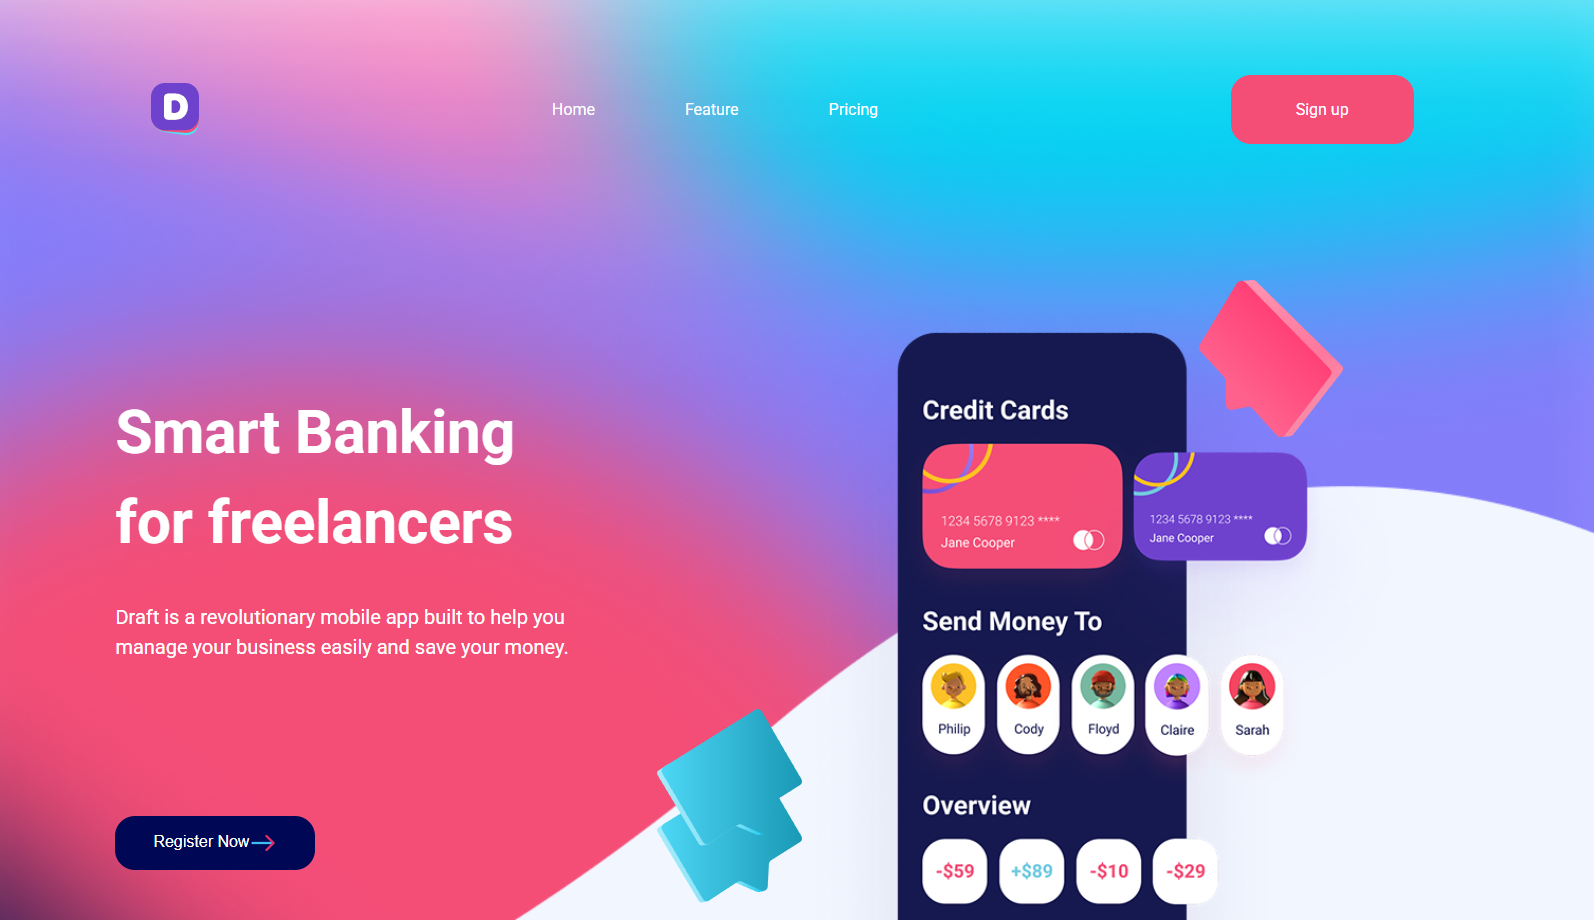 D
Home
Feature
Pricing
Sign up
Smart Banking
for freelancers
Draft is a revolutionary mobile app built to help you
manage your business easily and save your money.
Register Now
Credit Cards
1234 5678 9123 ****
Jane Cooper
1234 5678 9123 ****
Jane Cooper
Send Money To
Philip
Cody
Floyd
Claire
Sarah
Overview
-$59
+$89
-$10
-$29